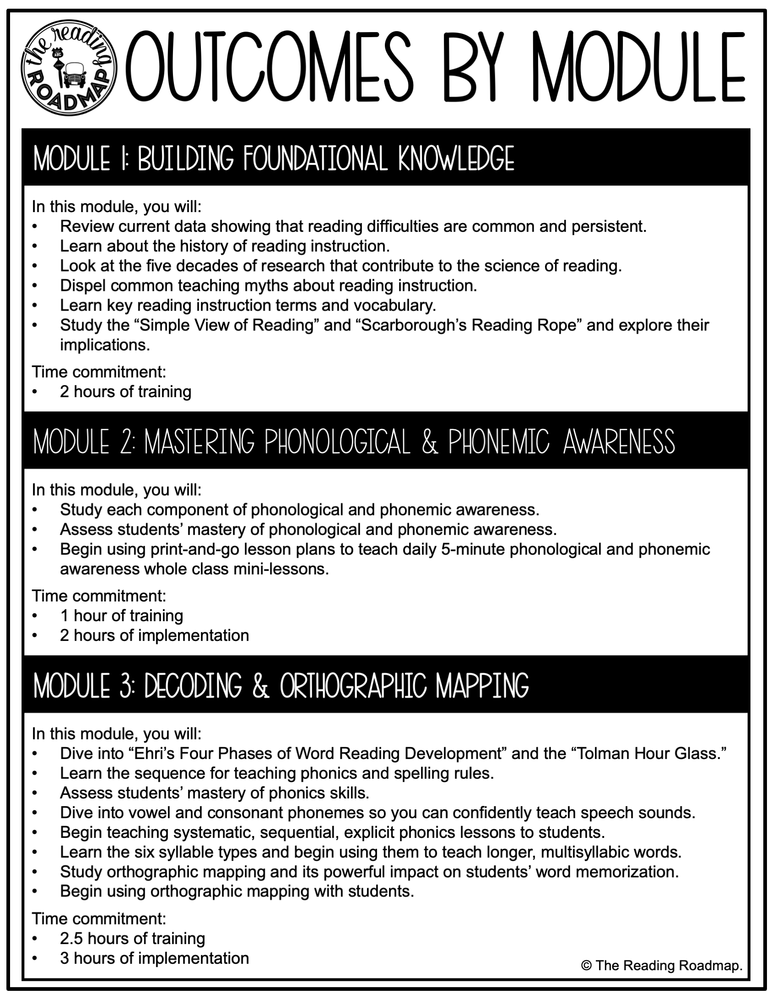 the reading
ROADMAP
ABC
LITERACY
OUTCOMES BY MODULE
MODULE 1: BUILDING FOUNDATIONAL KNOWLEDGE
In this module, you will:
• Review current data showing that reading difficulties are common and persistent.
• Learn about the history of reading instruction.
• Look at the five decades of research that contribute to the science of reading.
• Dispel common teaching myths about reading instruction.
• Learn key reading instruction terms and vocabulary.
• Study the “Simple View of Reading” and “Scarborough’s Reading Rope” and explore their
implications.
Time commitment:
• 2 hours of training
MODULE 2: MASTERING PHONOLOGICAL & PHONEMIC AWARENESS
In this module, you will:
• Study each component of phonological and phonemic awareness.
• Assess students’ mastery of phonological and phonemic awareness.
• Begin using print-and-go lesson plans to teach daily 5-minute phonological and phonemic
awareness whole class mini-lessons.
Time commitment:
• 1 hour of training
• 2 hours of implementation
MODULE 3: DECODING & ORTHOGRAPHIC MAPPING
In this module, you will:
• Dive into “Ehri’s Four Phases of Word Reading Development” and the “Tolman Hour Glass.”
• Learn the sequence for teaching phonics and spelling rules.
• Assess students’ mastery of phonics skills.
• Dive into vowel and consonant phonemes so you can confidently teach speech sounds.
• Begin teaching systematic, sequential, explicit phonics lessons to students.
• Learn the six syllable types and begin using them to teach longer, multisyllabic words.
• Study orthographic mapping and its powerful impact on students’ word memorization.
• Begin using orthographic mapping with students.
Time commitment:
• 2.5 hours of training
• 3 hours of implementation
© The Reading Roadmap.